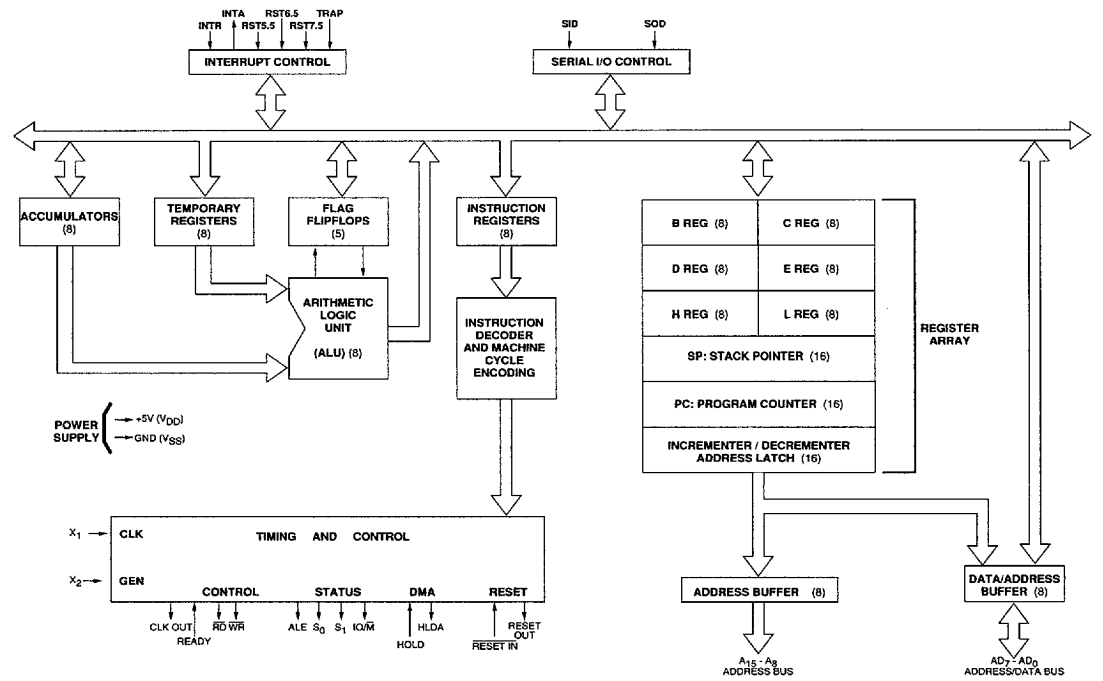 INTR
INTA
RST5.5
RST6.5
RST7.5
TRAP
INTERRUPT CONTROL
SID
SOD
SERIAL I/O CONTROL
ACCUMULATORS
(8)
TEMPORARY
REGISTERS
(8)
FLAG
FLIPFLOPS
(5)
INSTRUCTION
REGISTERS
(8)
ARITHMETIC
LOGIC
UNIT
(ALU) (8)
INSTRUCTION
DECODER
AND MACHINE
CYCLE
ENCODING
B REG (8)
C REG (8)
D REG (8)
E REG (8)
H REG (8)
L REG (8)
SP: STACK POINTER (16)
PC: PROGRAM COUNTER (16)
INCREMENTER / DECREMENTER
ADDRESS LATCH (16)
REGISTER
ARRAY
POWER
SUPPLY
+5V (VDD)
GND (VSS)
X1
CLK
TIMING AND CONTROL
X2
GEN
CONTROL
STATUS
DMA
RESET
CLK OUT
READY
RD
WR
ALE
S0
S1
IO/M
HOLD
HLDA
RESET IN
RESET
OUT
ADDRESS BUFFER (8)
DATA/ADDRESS
BUFFER (8)
A15 - A8
ADDRESS BUS
AD7 - AD0
ADDRESS/DATA BUS